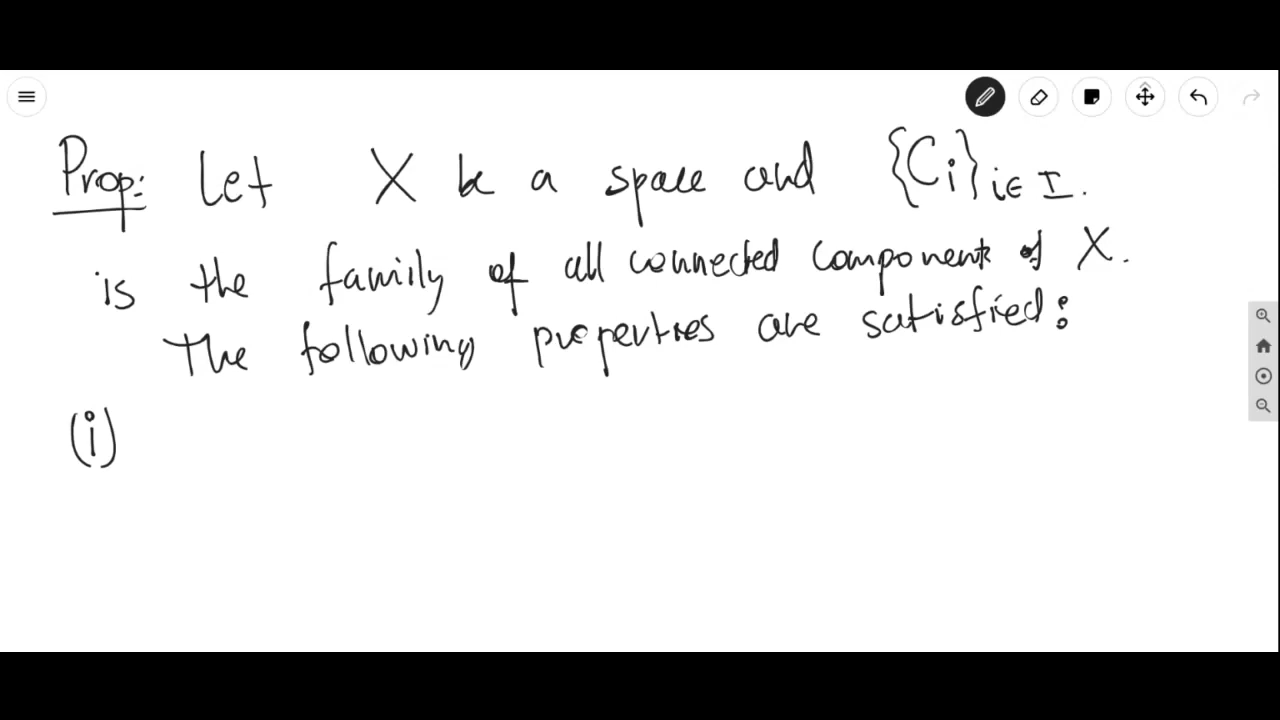 Prop: Let X be a space and {Ci}i∈I.
is the family of all connected component of X.
The following properties are satisfied:
(i)